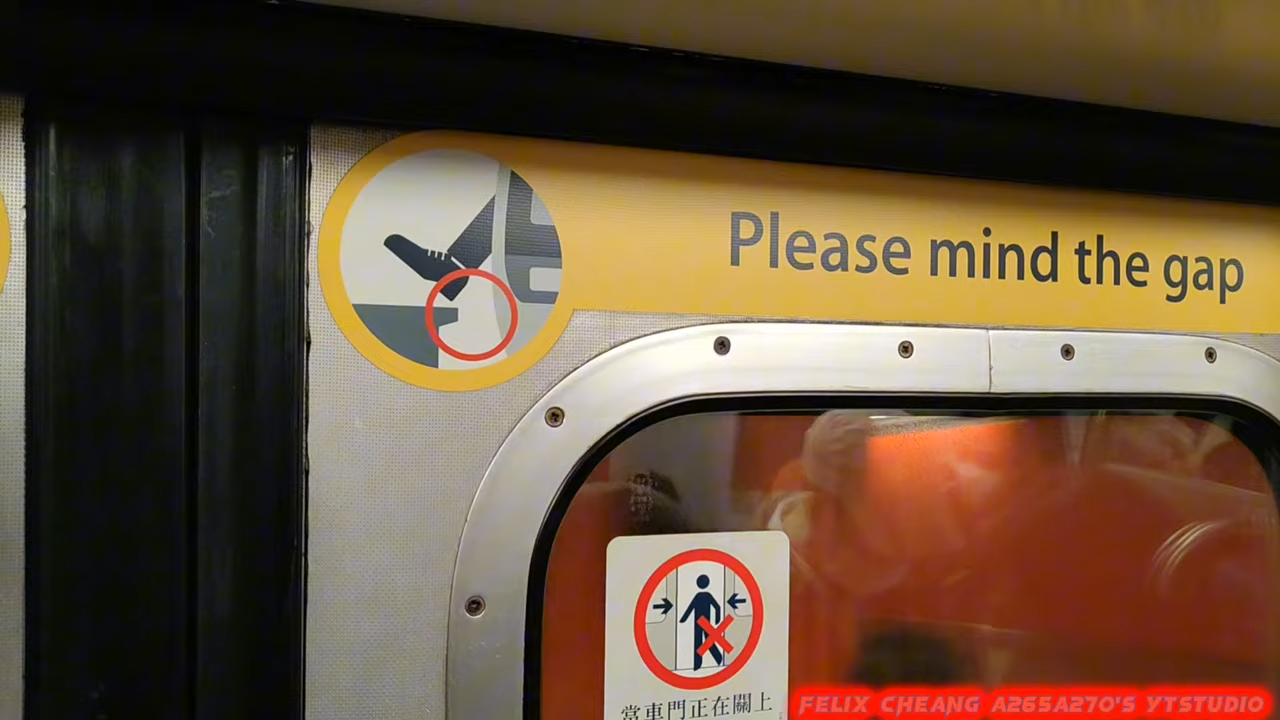 Please mind the gap
當車門正在關上
FELIX CHEANG A265A270'S YTSTUDIO